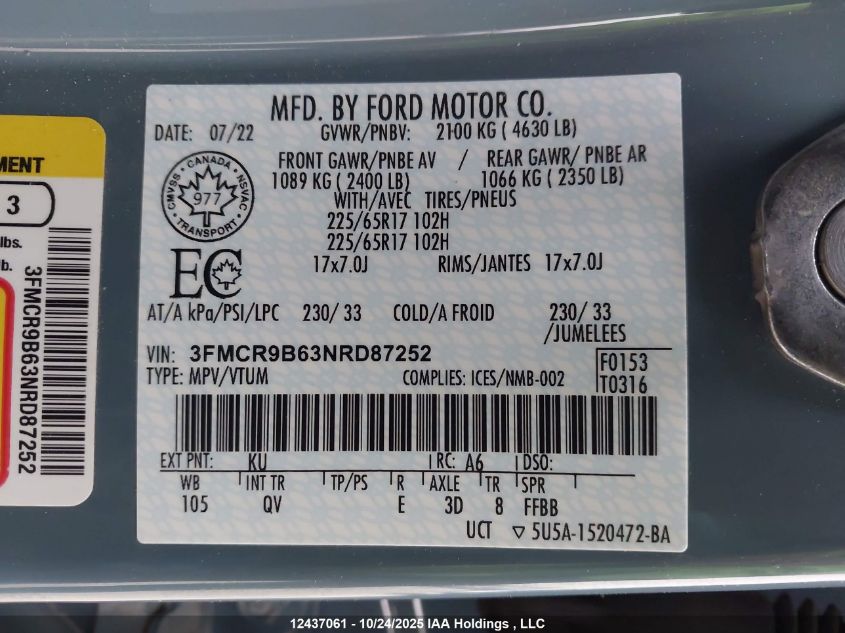 MENT
3
lbs.
b.
3FMCR9B63NRD87252
MFD. BY FORD MOTOR CO.
DATE: 07/22 GVWR/PNBV: 2100 KG ( 4630 LB)
FRONT GAWR/PNBE AV / REAR GAWR/ PNBE AR
1089 KG ( 2400 LB) 1066 KG ( 2350 LB)
WITH/AVEC TIRES/PNEUS
225/65R17 102H
225/65R17 102H
17x7.0J RIMS/JANTES 17x7.0J
CANADA
CMVSS NSVAC
977
TRANSPORT
EC
AT/A kPa/PSI/LPC 230/ 33 COLD/A FROID 230/ 33
/JUMELEES
VIN: 3FMCR9B63NRD87252 F0153
TYPE: MPV/VTUM COMPLIES: ICES/NMB-002 T0316
EXT PNT: KU RC: A6 DSO:
WB INT TR TP/PS R AXLE TR SPR
105 QV E 3D 8 FFBB
UCT ▽ 5U5A-1520472-BA
12437061 - 10/24/2025 IAA Holdings , LLC